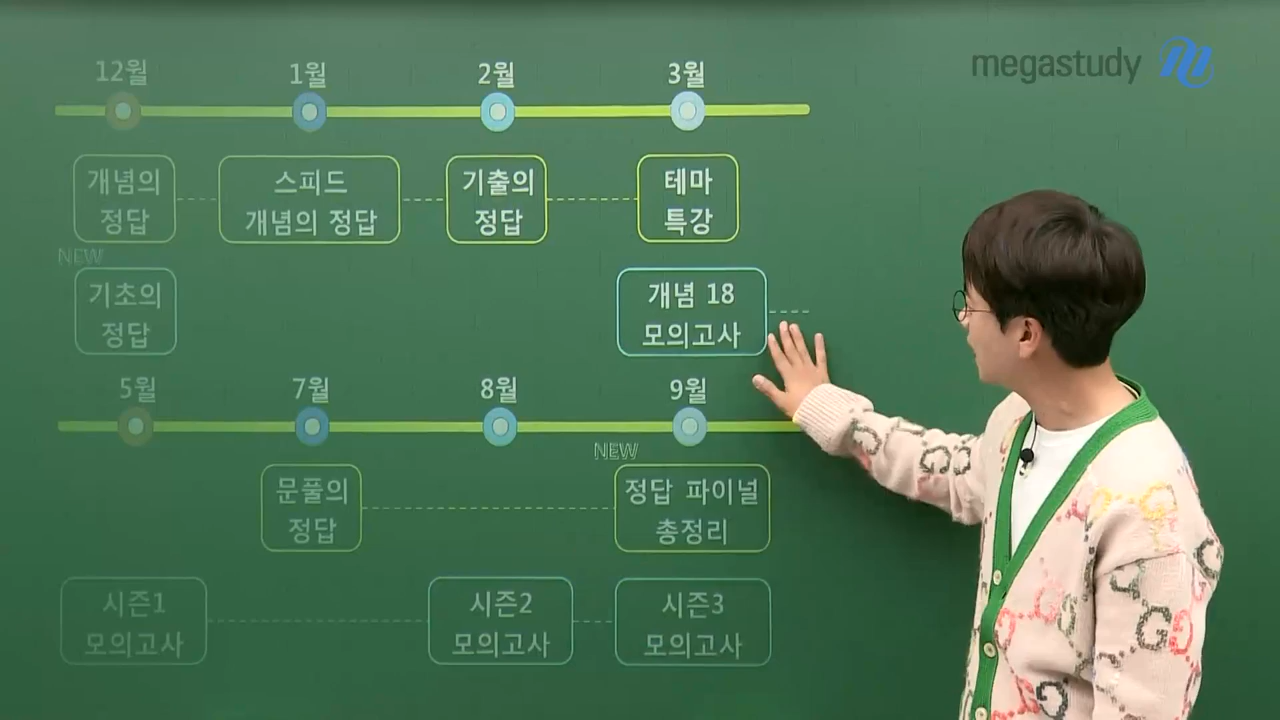 megastudy
12월 1월 2월 3월
개념의 정답
스피드 개념의 정답
기출의 정답
테마 특강
NEW
기초의 정답
개념 18 모의고사
5월 7월 8월 9월
NEW
문풀의 정답
정답 파이널 총정리
시즌1 모의고사
시즌2 모의고사
시즌3 모의고사